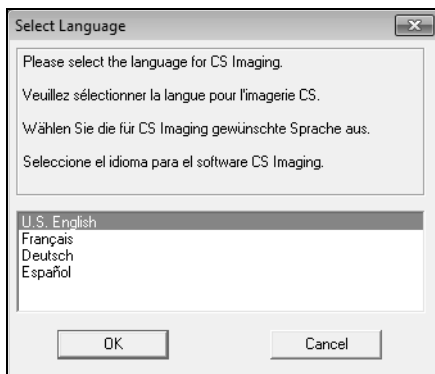 Select Language
Please select the language for CS Imaging.
Veuillez sélectionner la langue pour l'imagerie CS.
Wählen Sie die für CS Imaging gewünschte Sprache aus.
Seleccione el idioma para el software CS Imaging.
U.S. English
Français
Deutsch
Español
OK
Cancel